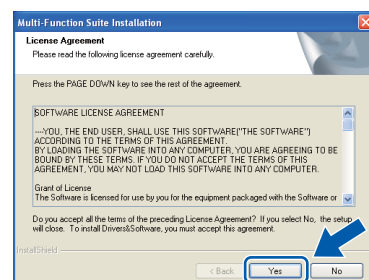 Multi-Function Suite Installation
License Agreement
Please read the following license agreement carefully.
Press the PAGE DOWN key to see the rest of the agreement.
SOFTWARE LICENSE AGREEMENT
----YOU, THE END USER, SHALL USE THIS SOFTWARE("THE SOFTWARE")
ACCORDING TO THE TERMS OF THIS AGREEMENT.
BY LOADING THE SOFTWARE INTO ANY COMPUTER, YOU ARE AGREEING TO BE
BOUND BY THESE TERMS. IF YOU DO NOT ACCEPT THE TERMS OF THIS
AGREEMENT, YOU MAY NOT LOAD THIS SOFTWARE INTO ANY COMPUTER.
Grant of License
The Software is licensed for use by you for the equipment packaged with the Software or
Do you accept all the terms of the preceding License Agreement? If you select No, the setup
will close. To install Drivers&Software, you must accept this agreement.
InstallShield
< Back
Yes
No